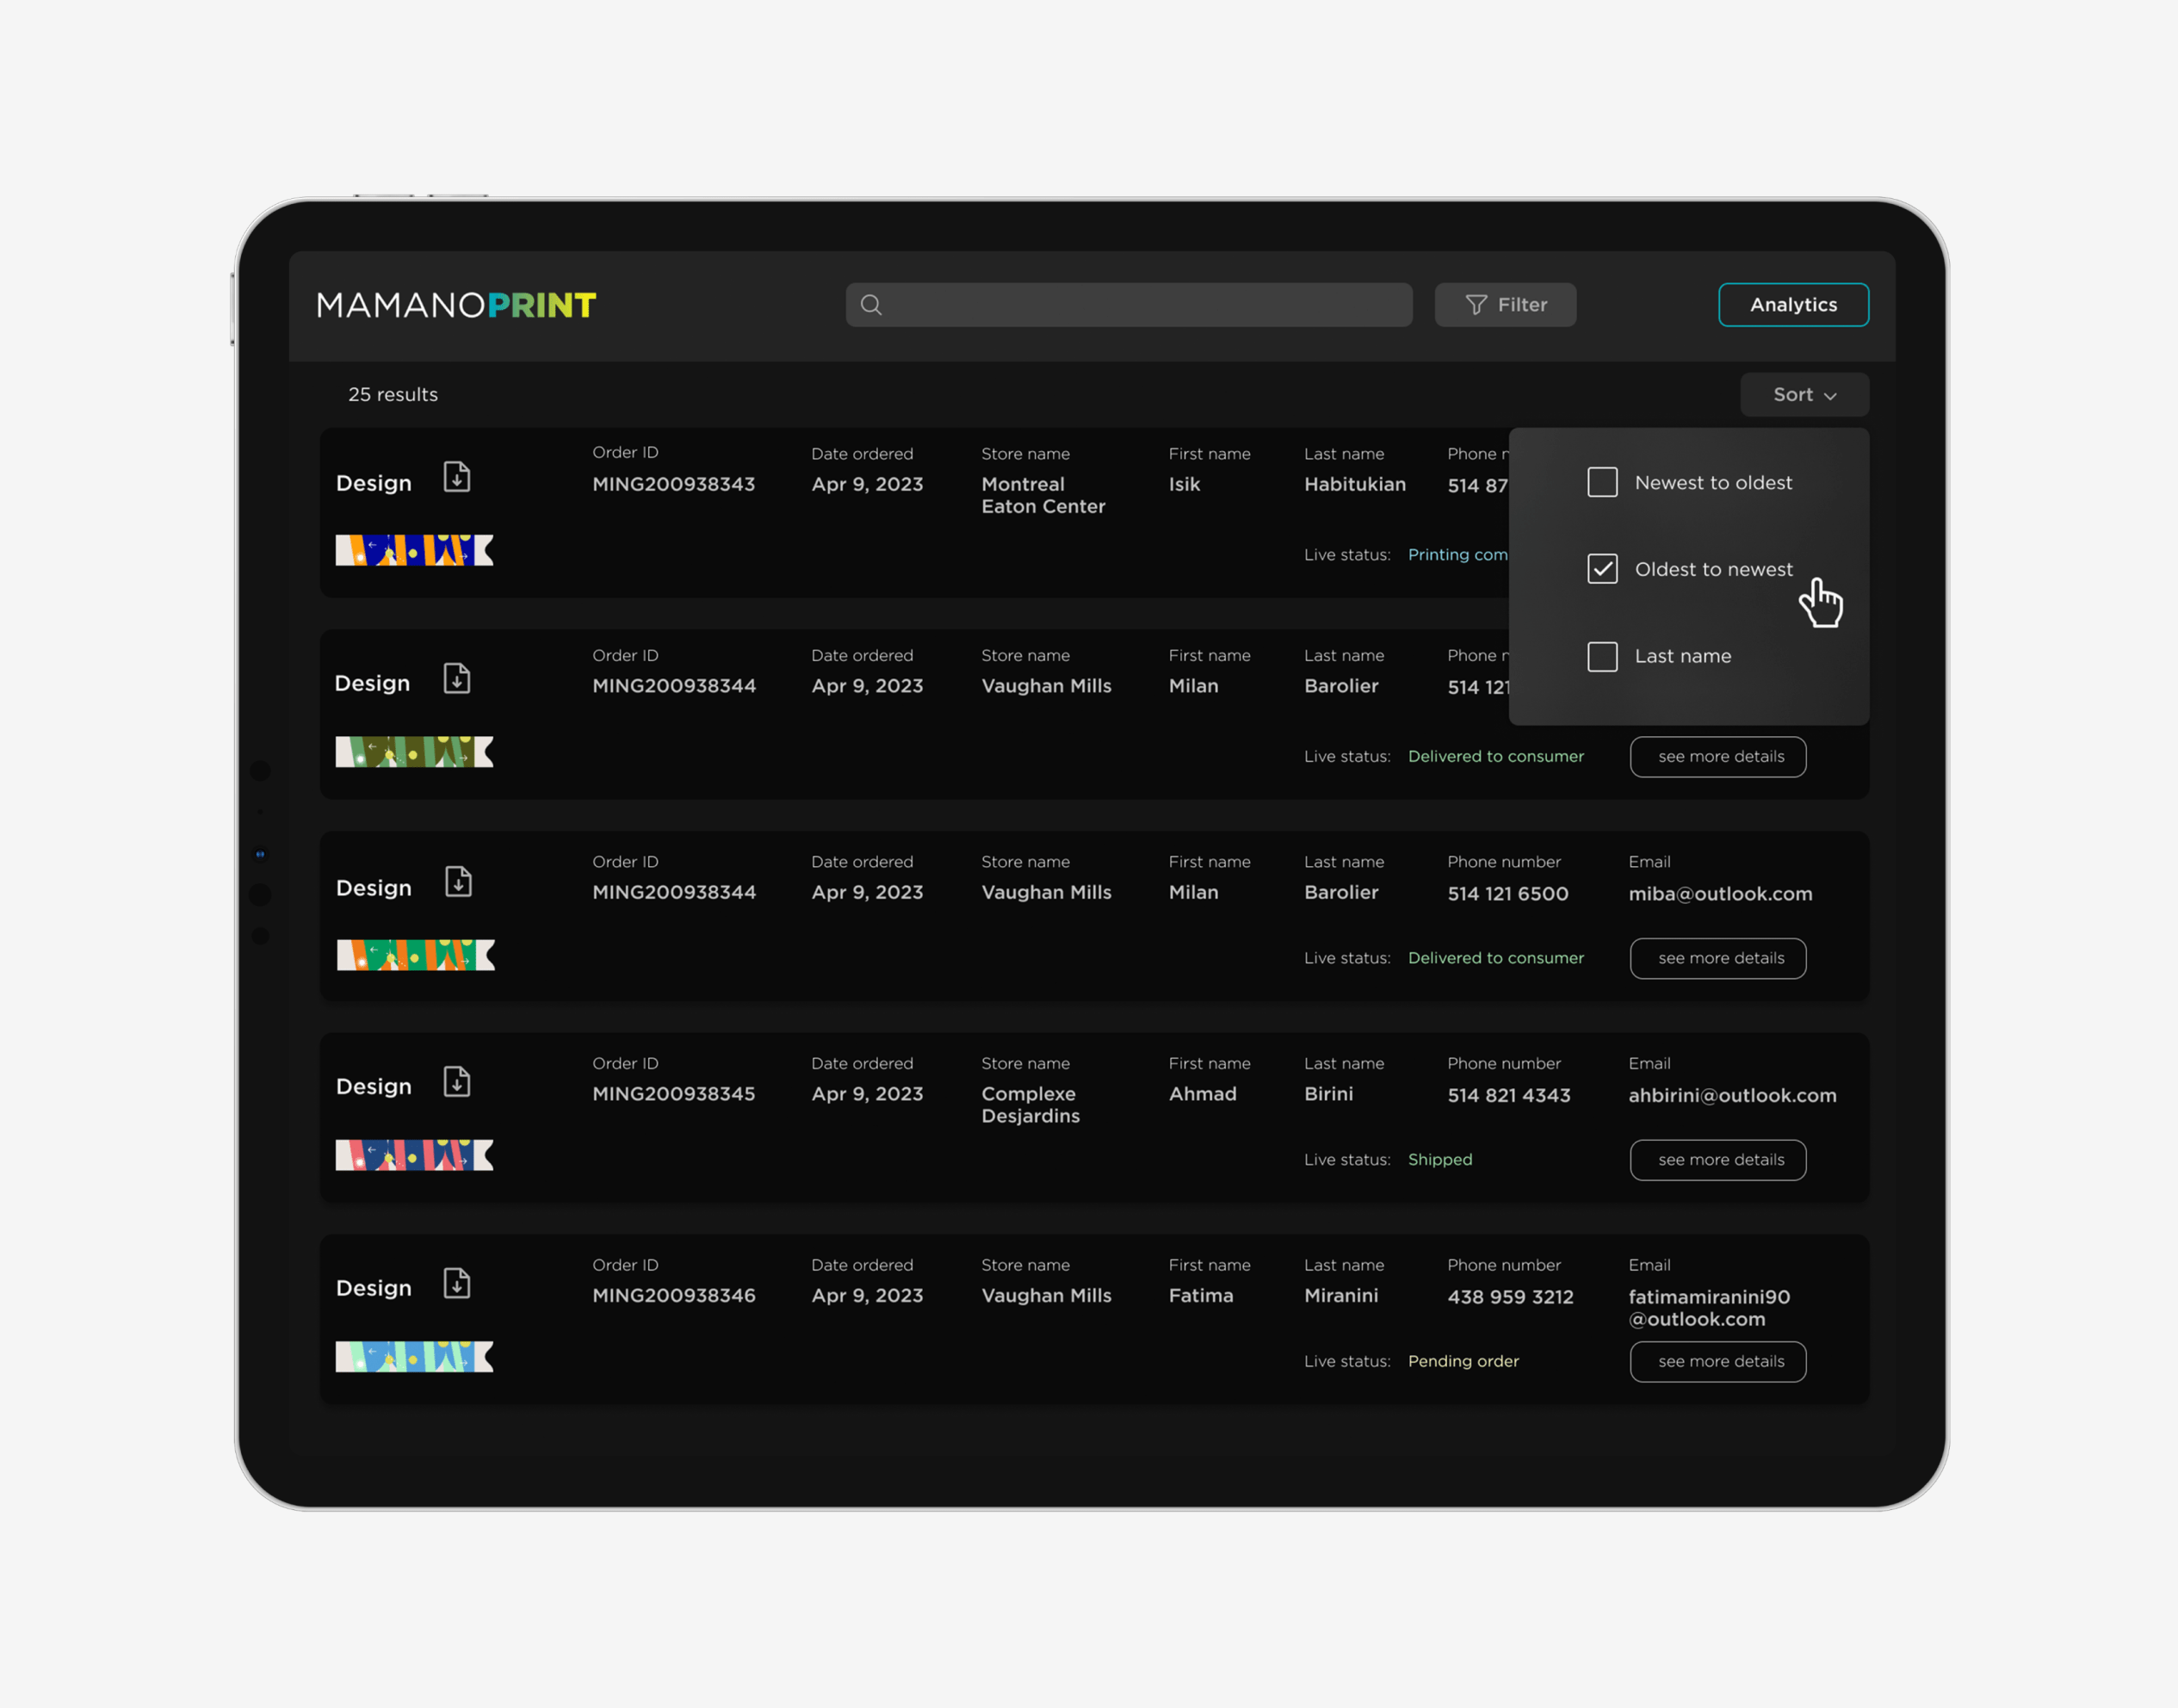 MAMANOPRINT
Filter
Analytics
25 results
Sort
Newest to oldest
Oldest to newest
Last name
Design
Order ID
MING200938343
Date ordered
Apr 9, 2023
Store name
Montreal
Eaton Center
First name
Isik
Last name
Habitukian
Phone
514 87
Live status: Printing
Design
Order ID
MING200938344
Date ordered
Apr 9, 2023
Store name
Vaughan Mills
First name
Milan
Last name
Barolier
Phone
514 121
Live status: Delivered to consumer
see more details
Design
Order ID
MING200938344
Date ordered
Apr 9, 2023
Store name
Vaughan Mills
First name
Milan
Last name
Barolier
Phone number
514 121 6500
Email
miba@outlook.com
Live status: Delivered to consumer
see more details
Design
Order ID
MING200938345
Date ordered
Apr 9, 2023
Store name
Complexe
Desjardins
First name
Ahmad
Last name
Birini
Phone number
514 821 4343
Email
ahbirini@outlook.com
Live status: Shipped
see more details
Design
Order ID
MING200938346
Date ordered
Apr 9, 2023
Store name
Vaughan Mills
First name
Fatima
Last name
Miranini
Phone number
438 959 3212
Email
fatimamiranini90
@outlook.com
Live status: Pending order
see more details